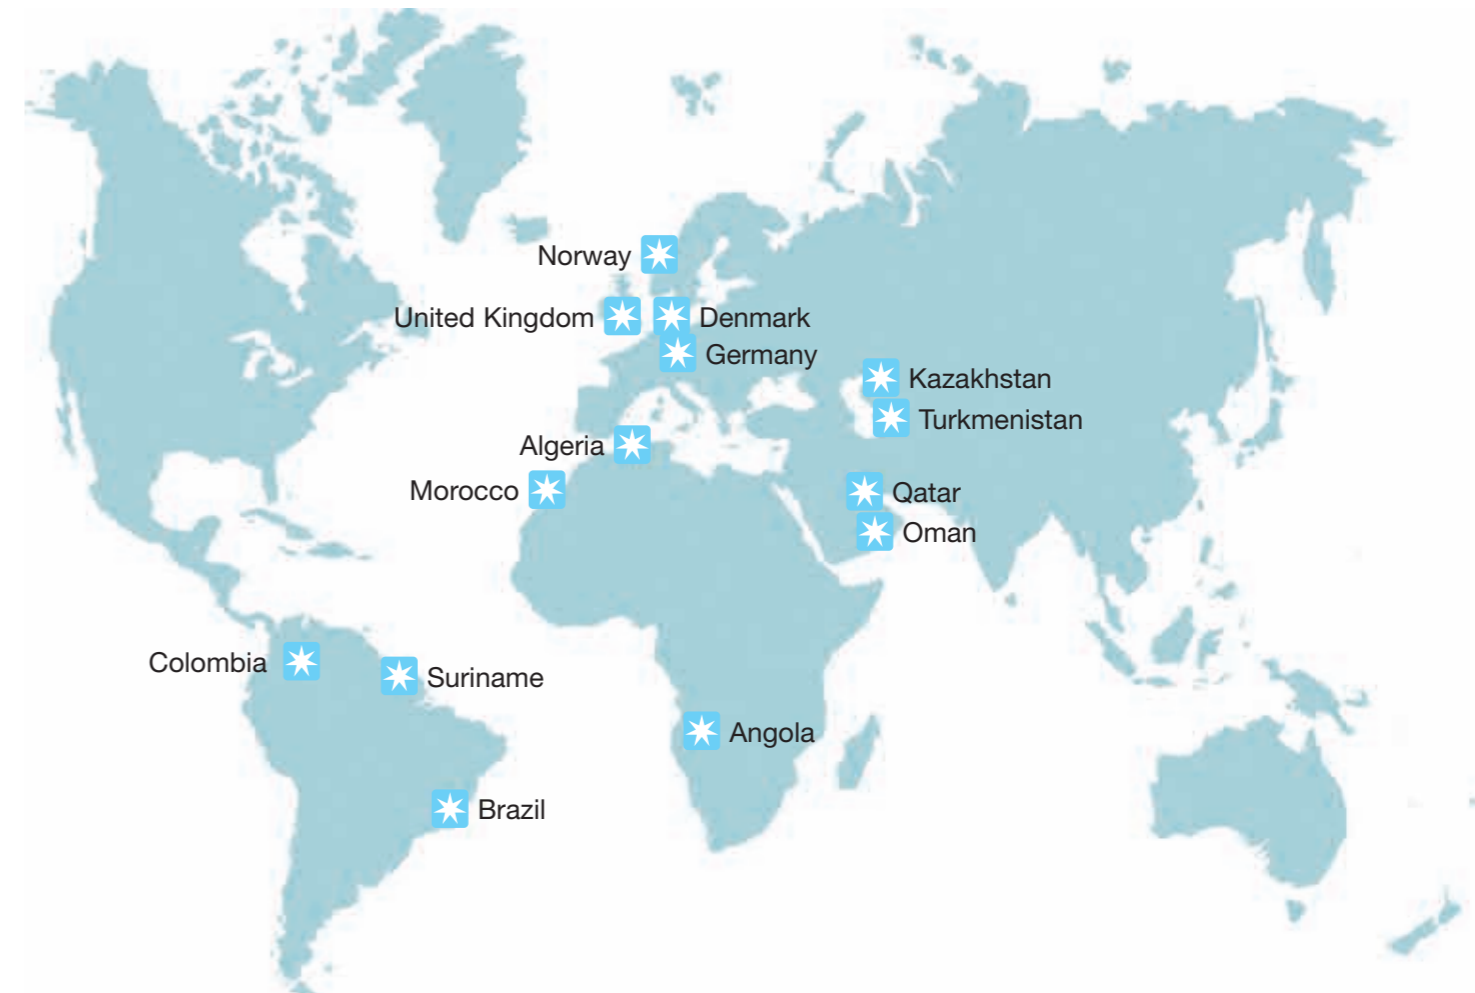 Norway
United Kingdom
Denmark
Germany
Kazakhstan
Turkmenistan
Algeria
Morocco
Qatar
Oman
Colombia
Suriname
Angola
Brazil